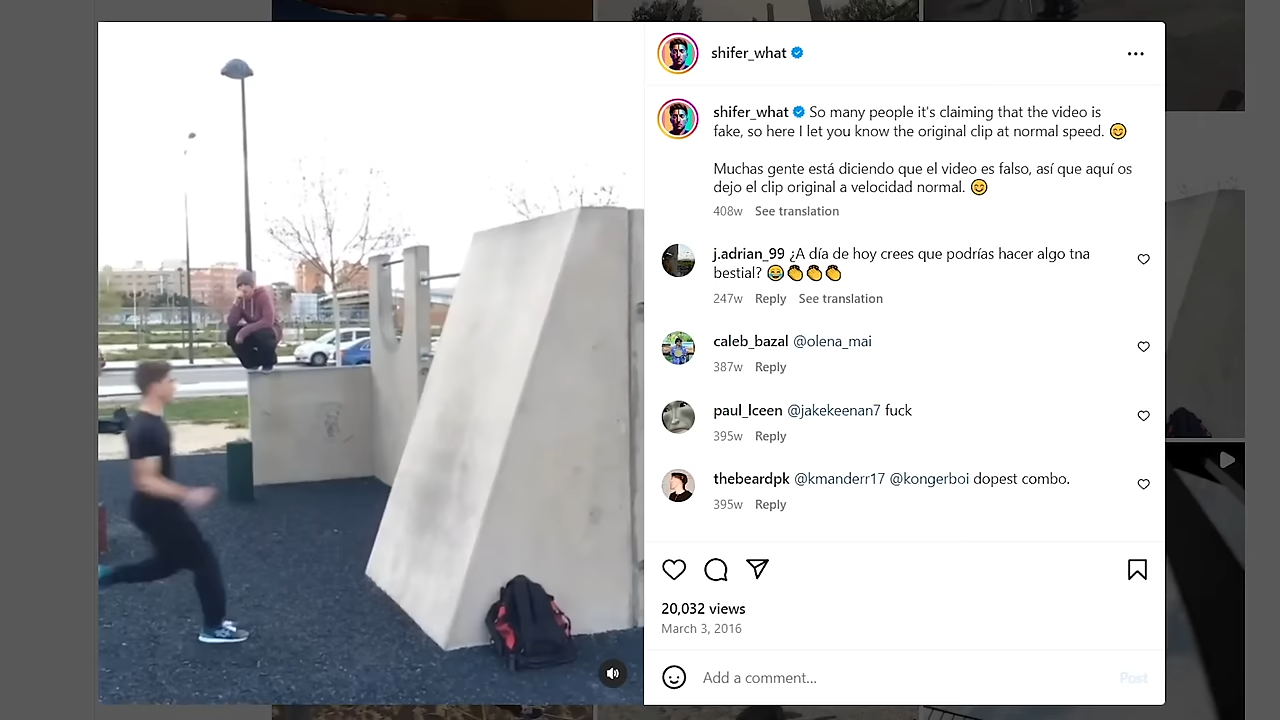 shifer_what
shifer_what So many people it's claiming that the video is
fake, so here I let you know the original clip at normal speed. 😊
Muchas gente está diciendo que el video es falso, así que aquí os
dejo el clip original a velocidad normal. 😊
408w See translation
j.adrian_99 ¿A día de hoy crees que podrías hacer algo tna
bestial? 😂👏👏👏
247w Reply See translation
caleb_bazal @olena_mai
387w Reply
paul_lceen @jakekeenan7 fuck
395w Reply
thebeardpk @kmanderr17 @kongerboi dopest combo.
395w Reply
20,032 views
March 3, 2016
Add a comment...
Post